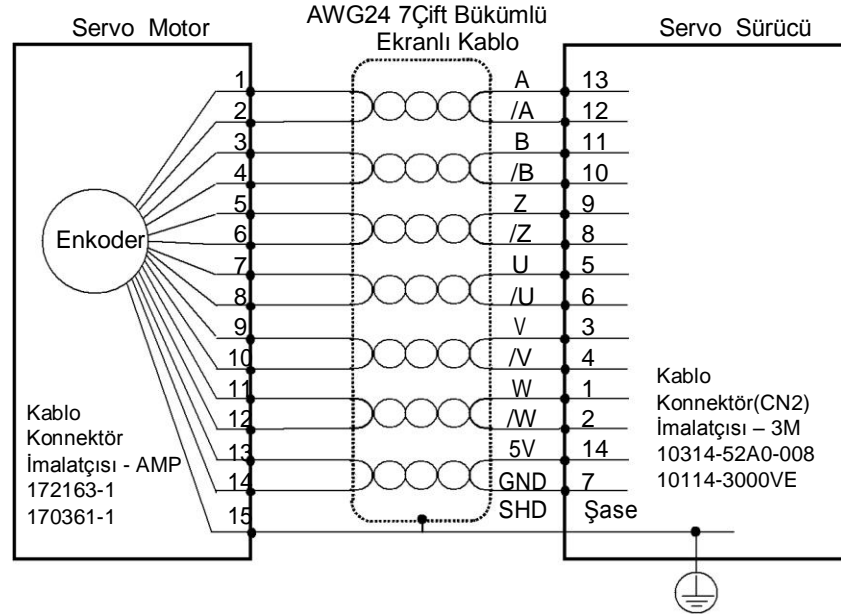 Servo Motor
AWG24 7Çift Bükümlü
Ekranlı Kablo
Servo Sürücü
1 A 13
2 /A 12
3 B 11
4 /B 10
5 Z 9
Enkoder
6 /Z 8
7 U 5
8 /U 6
9 V 3
10 /V 4
11 W 1
12 /W 2
13 5V 14
14 GND 7
15 SHD Şase
Kablo
Konnektör
İmalatçısı - AMP
172163-1
170361-1
Kablo
Konnektör(CN2)
İmalatçısı – 3M
10314-52A0-008
10114-3000VE